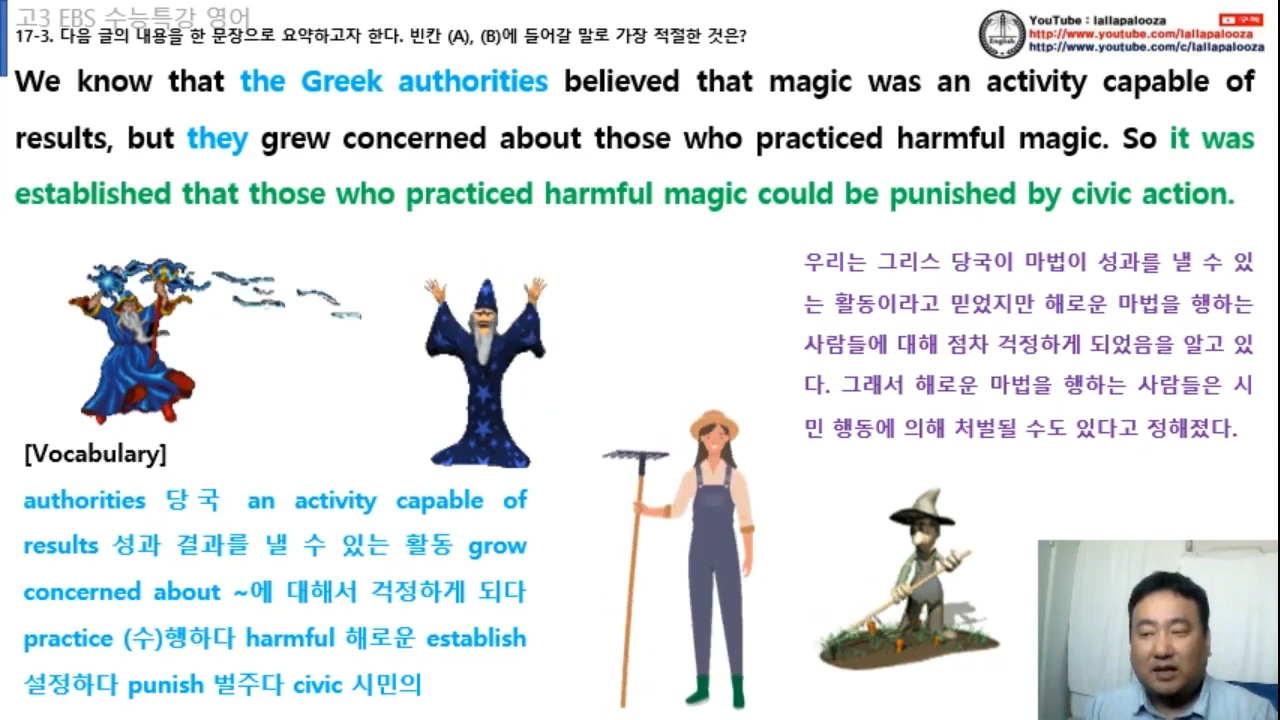 고3 EBS 수능특강 영어
17-3. 다음 글의 내용을 한 문장으로 요약하고자 한다. 빈칸 (A), (B)에 들어갈 말로 가장 적절한 것은?
YouTube : lallapalooza
구독
http://www.youtube.com/lallapalooza
http://www.youtube.com/c/lallapalooza
English
We know that the Greek authorities believed that magic was an activity capable of
results, but they grew concerned about those who practiced harmful magic. So it was
established that those who practiced harmful magic could be punished by civic action.
우리는 그리스 당국이 마법이 성과를 낼 수 있
는 활동이라고 믿었지만 해로운 마법을 행하는
사람들에 대해 점차 걱정하게 되었음을 알고 있
다. 그래서 해로운 마법을 행하는 사람들은 시
민 행동에 의해 처벌될 수도 있다고 정해졌다.
[Vocabulary]
authorities 당국 an activity capable of
results 성과 결과를 낼 수 있는 활동 grow
concerned about ~에 대해서 걱정하게 되다
practice (수)행하다 harmful 해로운 establish
설정하다 punish 벌주다 civic 시민의